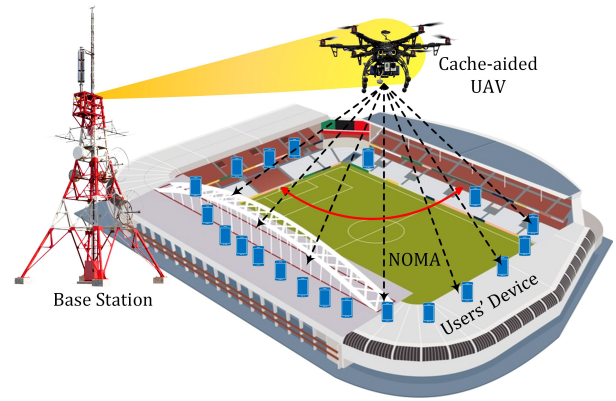 Cache-aided
UAV
NOMA
Base Station
Users' Device